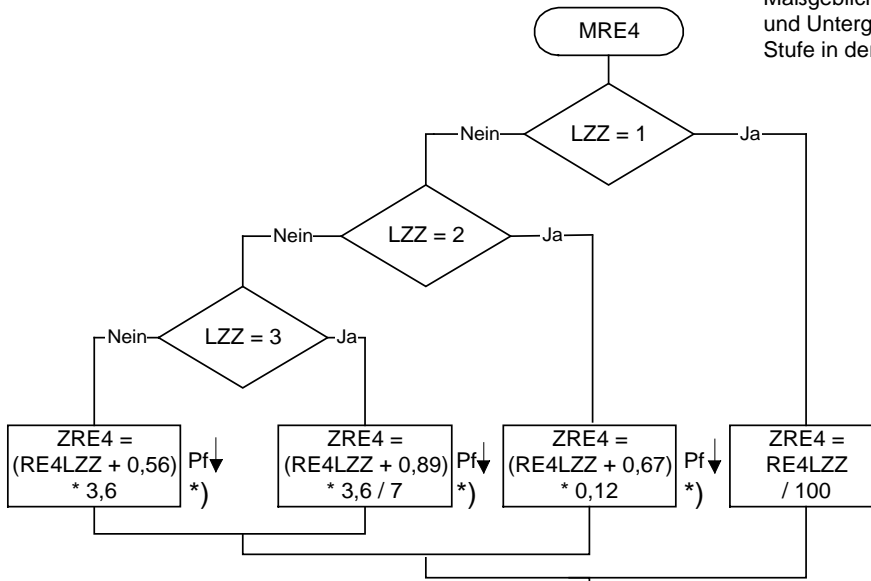 Maßgeblich
und Unterg
Stufe in der
MRE4
LZZ = 1
Nein
Ja
LZZ = 2
Nein
Ja
LZZ = 3
Nein
Ja
ZRE4 =
(RE4LZZ + 0,56)
* 3,6
Pf
*)
ZRE4 =
(RE4LZZ + 0,89)
* 3,6 / 7
Pf
*)
ZRE4 =
(RE4LZZ + 0,67)
* 0,12
Pf
*)
ZRE4 =
RE4LZZ
/ 100